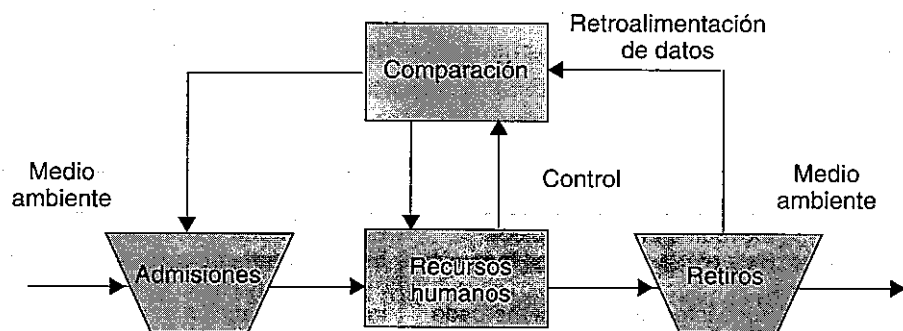 Retroalimentación
de datos
Comparación
Medio
ambiente
Control
Medio
ambiente
Admisiones
Recursos
humanos
Retiros